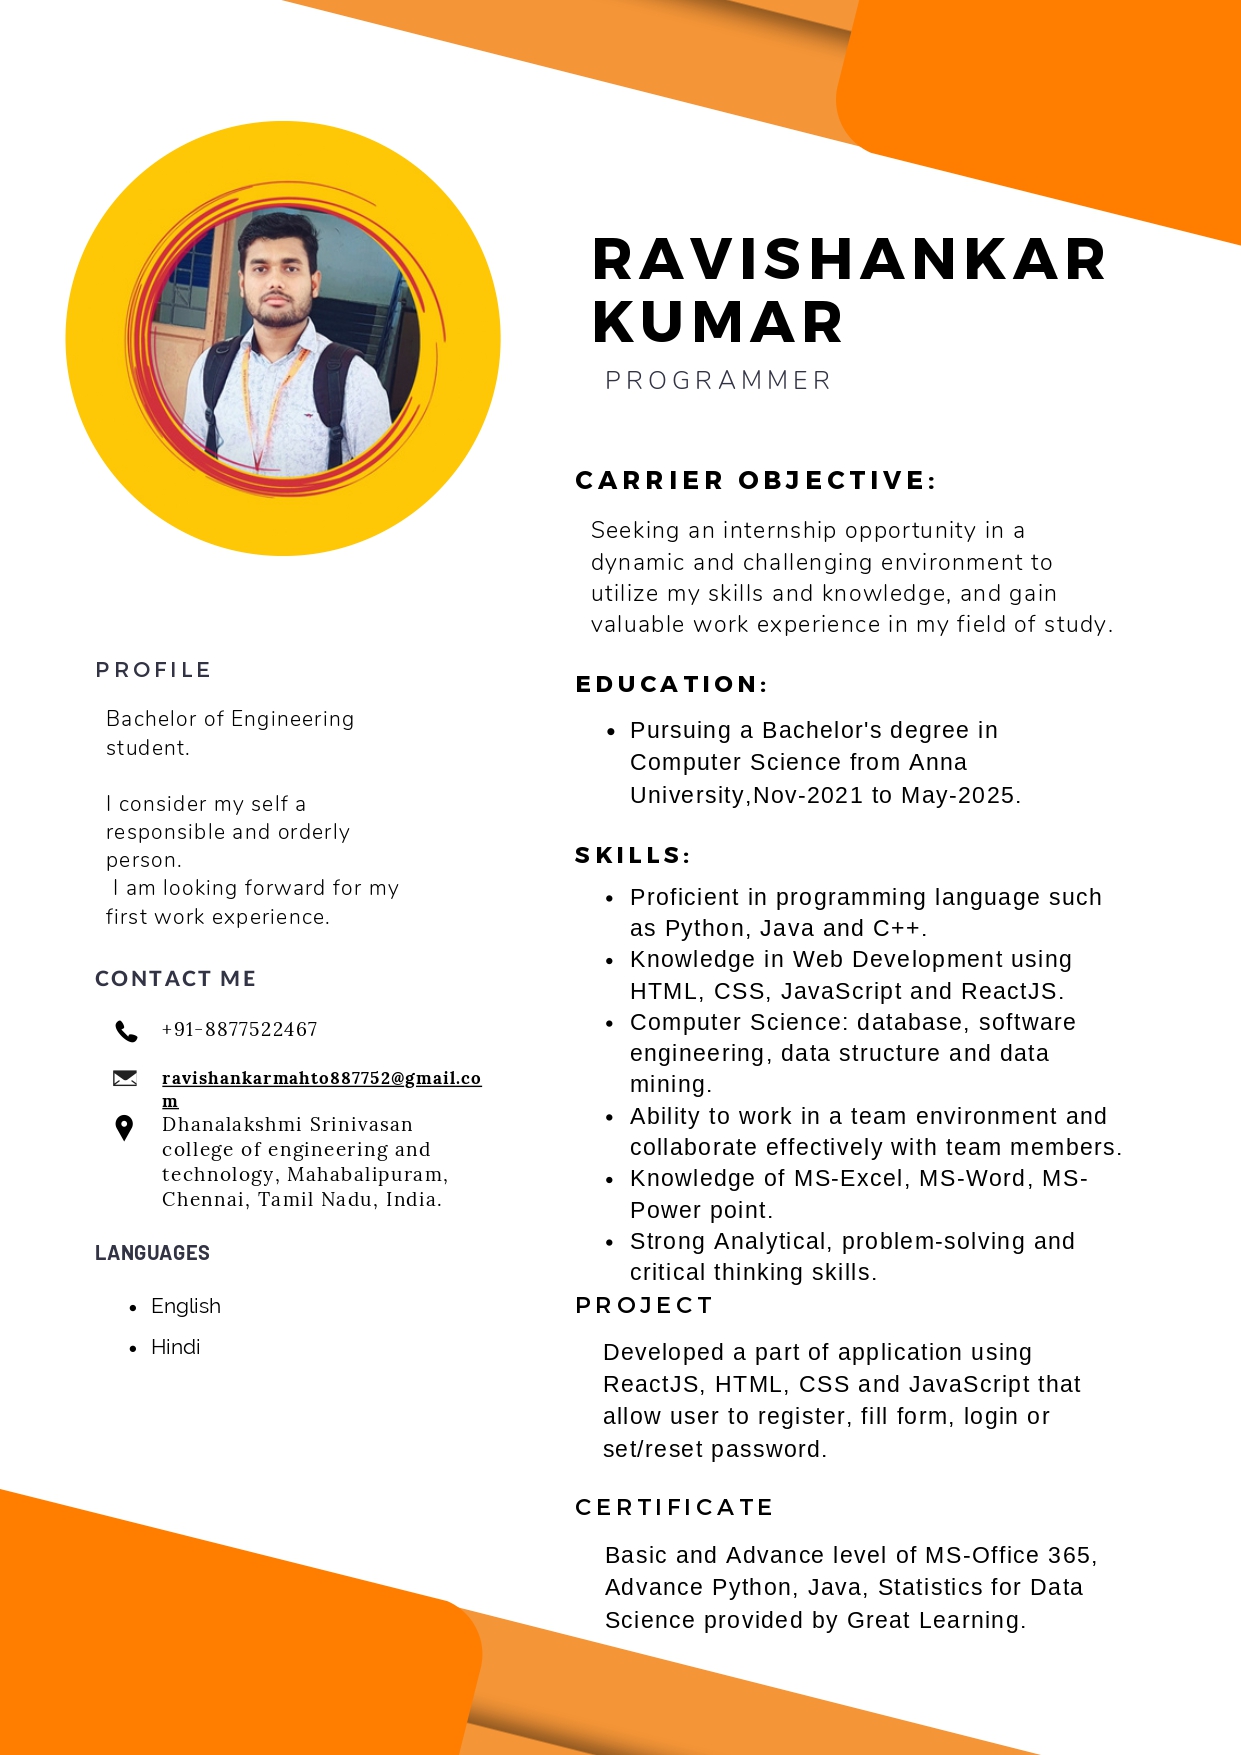 RAVISHANKAR
KUMAR
PROGRAMMER
PROFILE
Bachelor of Engineering
student.
I consider my self a
responsible and orderly
person.
I am looking forward for my
first work experience.
CONTACT ME
+91-8877522467
ravishankarmahto887752@gmail.co
m
Dhanalakshmi Srinivasan
college of engineering and
technology, Mahabalipuram,
Chennai, Tamil Nadu, India.
LANGUAGES
• English
• Hindi
CARRIER OBJECTIVE:
Seeking an internship opportunity in a
dynamic and challenging environment to
utilize my skills and knowledge, and gain
valuable work experience in my field of study.
EDUCATION:
• Pursuing a Bachelor's degree in
Computer Science from Anna
University,Nov-2021 to May-2025.
SKILLS:
• Proficient in programming language such
as Python, Java and C++.
• Knowledge in Web Development using
HTML, CSS, JavaScript and ReactJS.
• Computer Science: database, software
engineering, data structure and data
mining.
• Ability to work in a team environment and
collaborate effectively with team members.
• Knowledge of MS-Excel, MS-Word, MS-
Power point.
• Strong Analytical, problem-solving and
critical thinking skills.
PROJECT
Developed a part of application using
ReactJS, HTML, CSS and JavaScript that
allow user to register, fill form, login or
set/reset password.
CERTIFICATE
Basic and Advance level of MS-Office 365,
Advance Python, Java, Statistics for Data
Science provided by Great Learning.